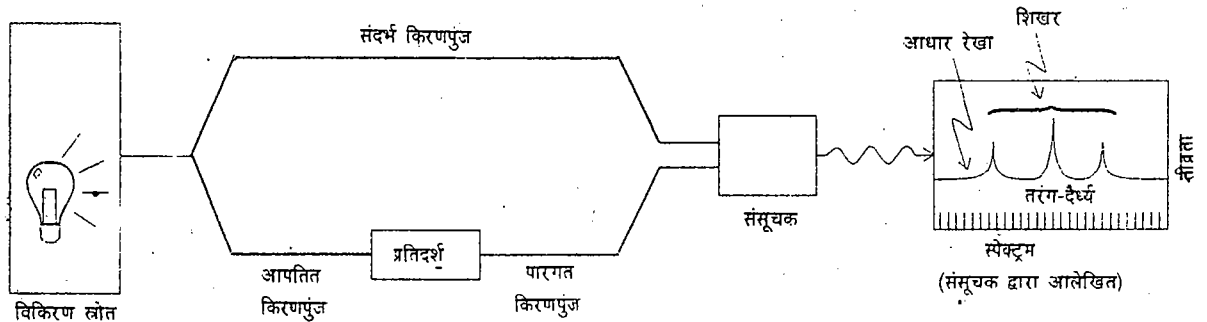 शिखर
संदर्भ किरणपुंज
आधार रेखा
तीव्रता
तरंग-दैर्ध्य
संसूचक
प्रतिदर्श
स्पेक्ट्रम
आपतित
किरणपुंज
पारगत
किरणपुंज
(संसूचक द्वारा आलेखित)
विकिरण स्रोत